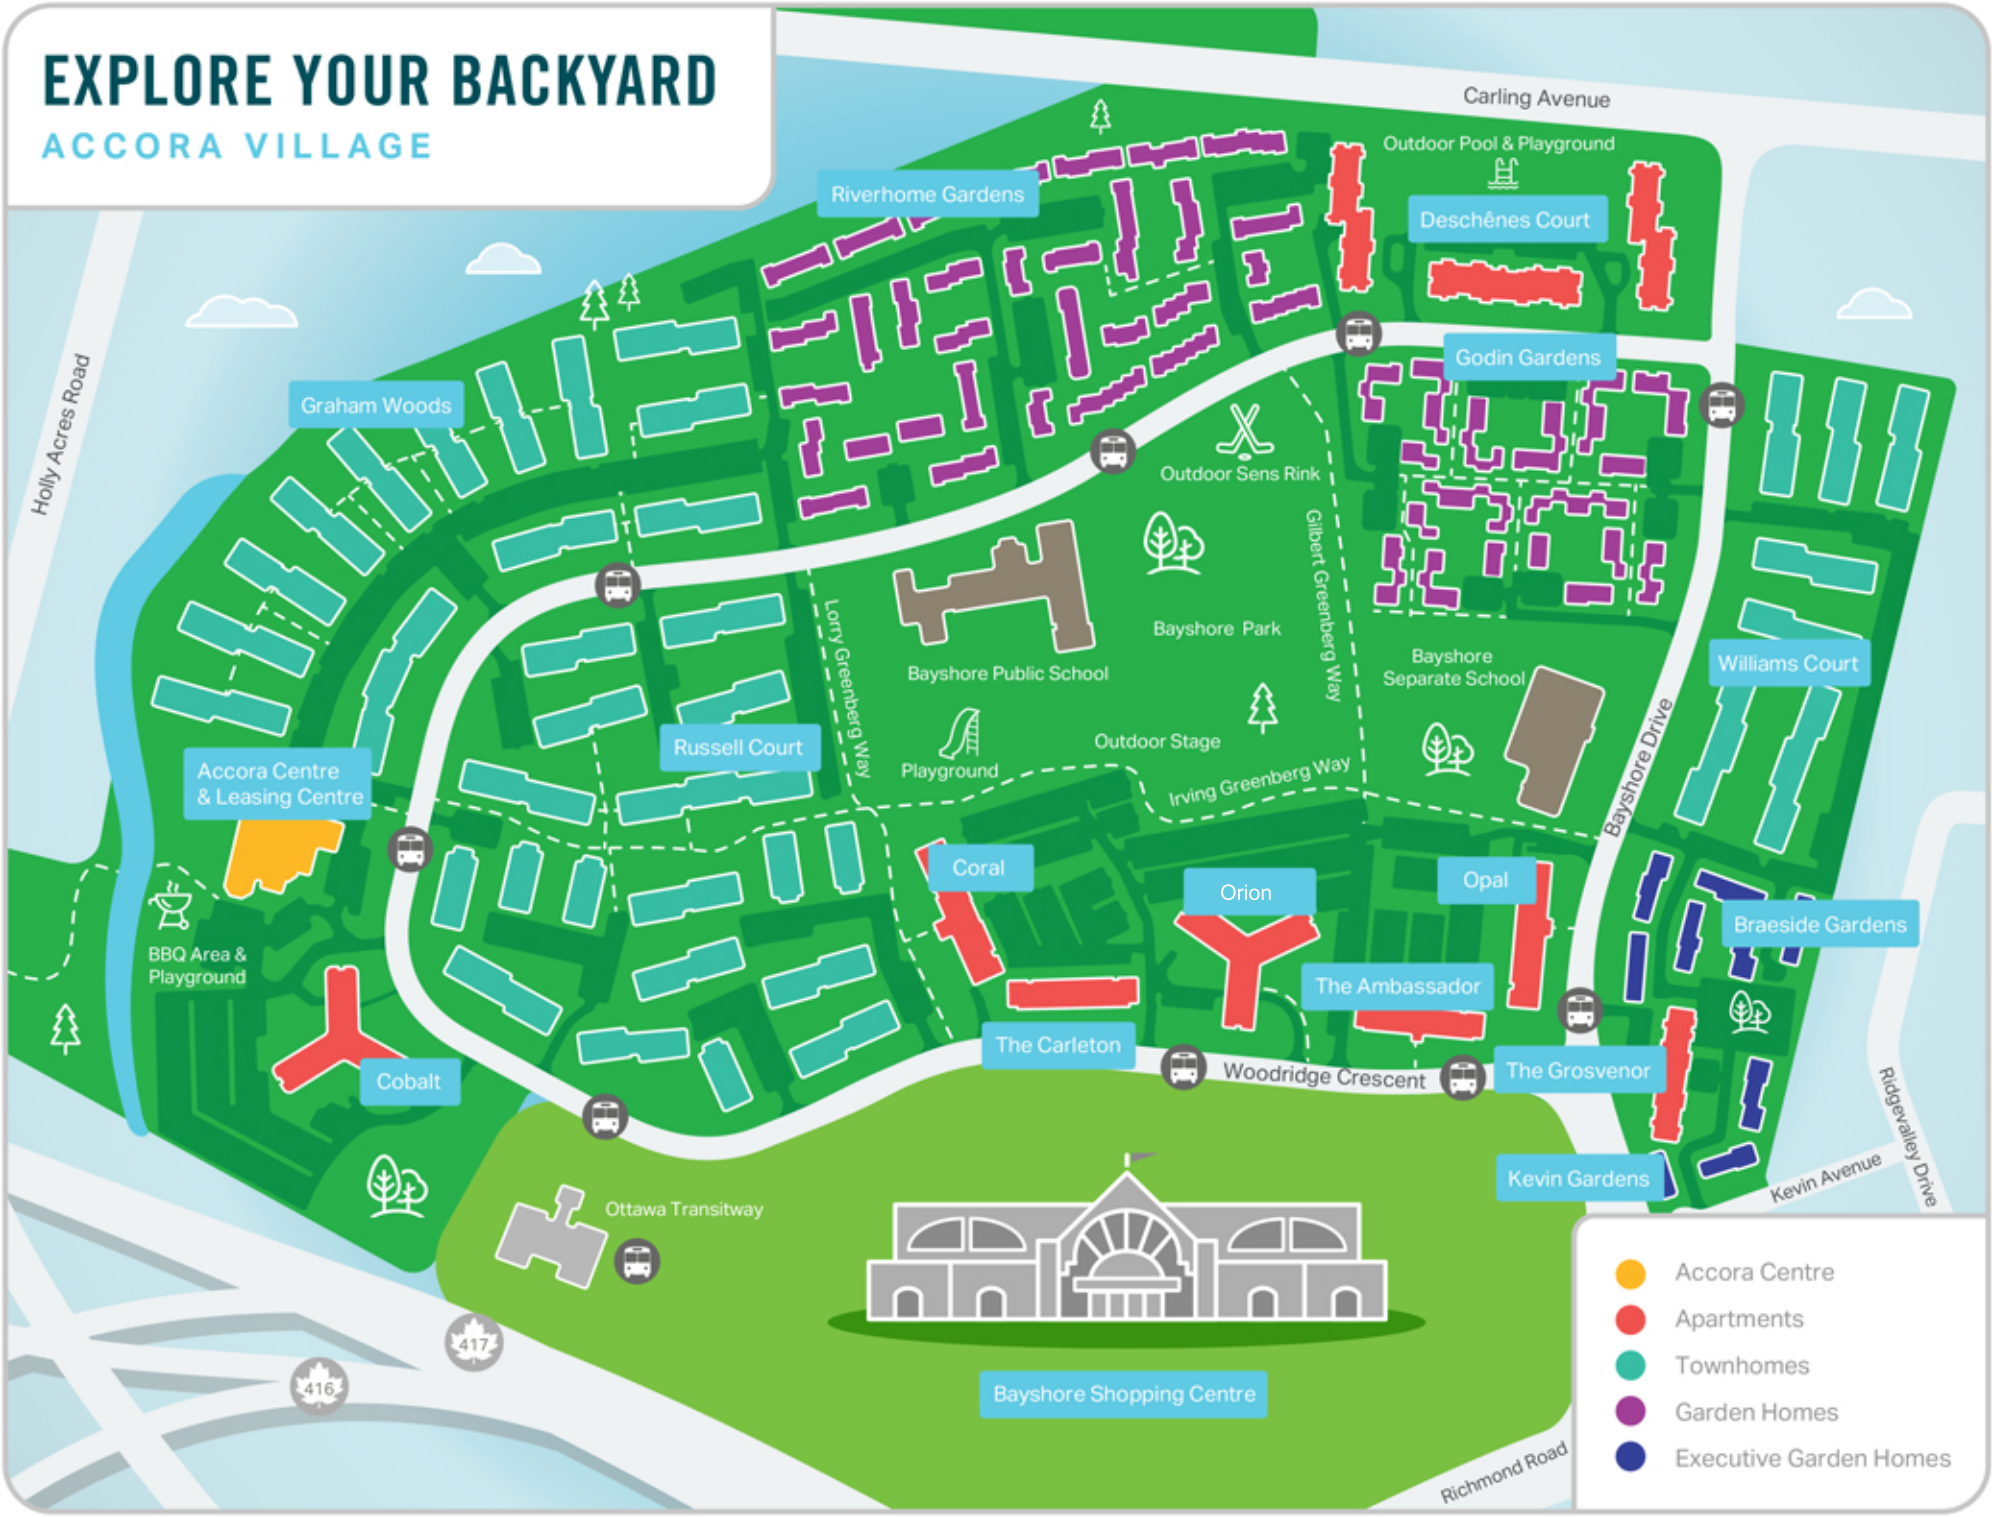 EXPLORE YOUR BACKYARD
ACCORA VILLAGE
Carling Avenue
Outdoor Pool & Playground
Riverhome Gardens
Deschênes Court
Holly Acres Road
Graham Woods
Godin Gardens
Outdoor Sens Rink
Gilbert Greenberg Way
Lorry Greenberg Way
Bayshore Park
Bayshore Public School
Bayshore
Separate School
Williams Court
Russell Court
Outdoor Stage
Playground
Irving Greenberg Way
Bayshore Drive
Accora Centre
& Leasing Centre
Coral
Orion
Opal
Braeside Gardens
BBQ Area &
Playground
The Ambassador
The Carleton
Woodridge Crescent
The Grosvenor
Cobalt
Ridgevalley Drive
Kevin Gardens
Kevin Avenue
Ottawa Transitway
417
416
Bayshore Shopping Centre
Richmond Road
Accora Centre
Apartments
Townhomes
Garden Homes
Executive Garden Homes